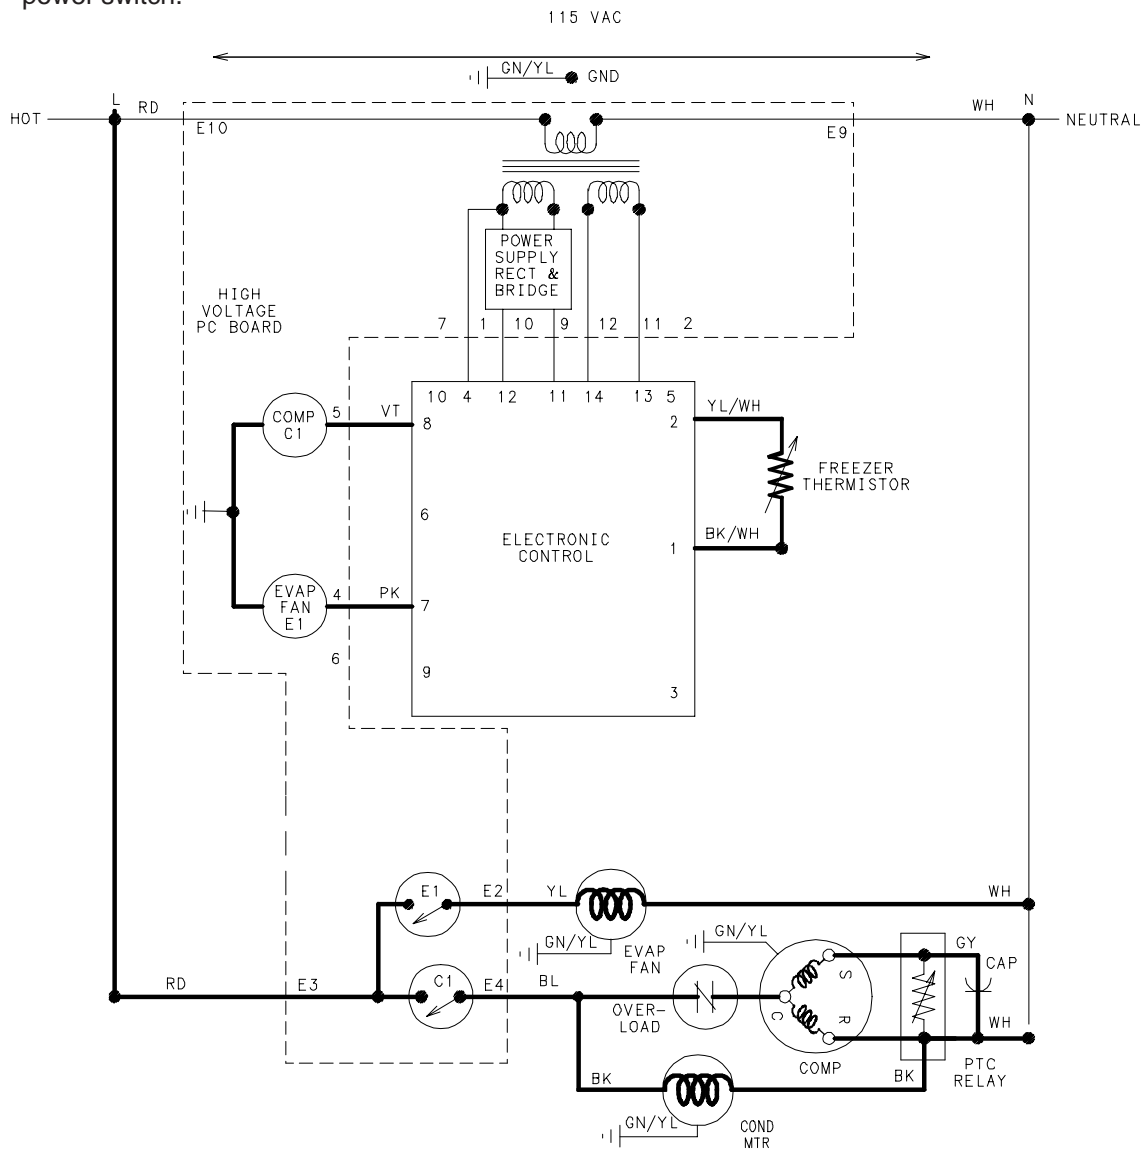 power switch.
115 VAC
GN/YL
GND
L
RD
WH
N
HOT
NEUTRAL
E10
E9
POWER
SUPPLY
RECT &
BRIDGE
HIGH
VOLTAGE
PC BOARD
7 1 10 9 12 11 2
10 4 12 11 14 13 5
COMP
C1
5
VT
8
2
YL/WH
FREEZER
THERMISTOR
6
ELECTRONIC
CONTROL
BK/WH
1
EVAP
FAN
E1
4
PK
7
6
9
3
E1
E2
YL
WH
GN/YL
EVAP
FAN
GN/YL
GY
CAP
S
RD
E3
C1
E4
BL
OVER-
LOAD
C
R
WH
COMP
PTC
RELAY
BK
BK
GN/YL
COND
MTR